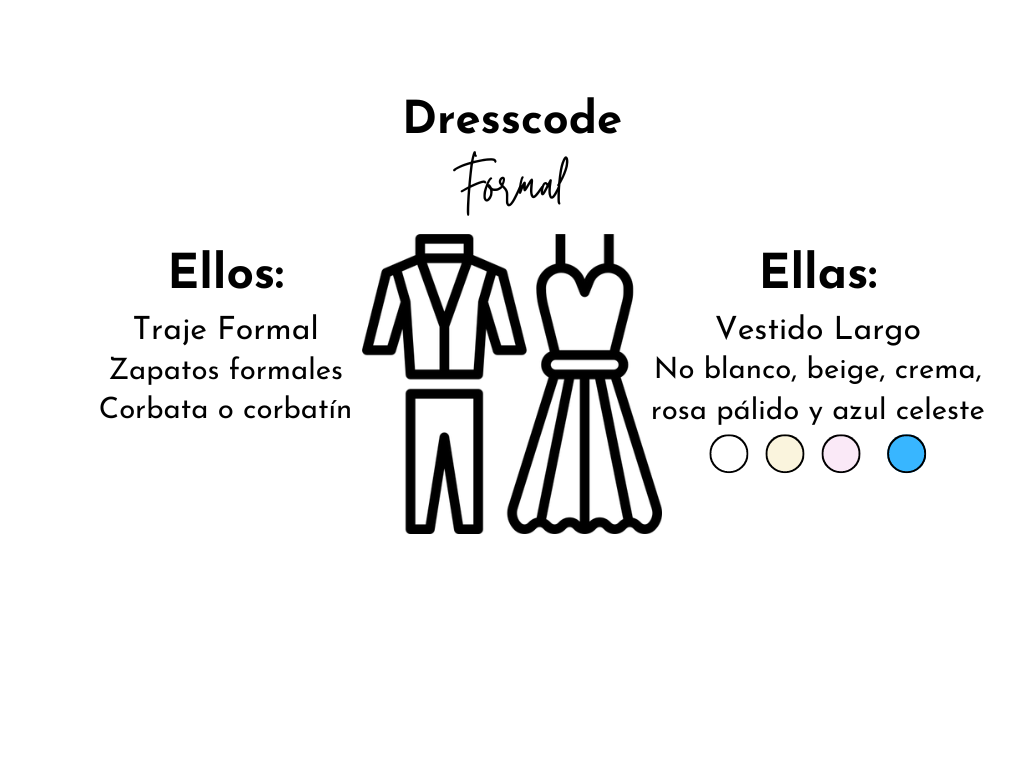 Dresscode
Formal
Ellos:
Traje Formal
Zapatos formales
Corbata o corbatín
Ellas:
Vestido Largo
No blanco, beige, crema,
rosa pálido y azul celeste